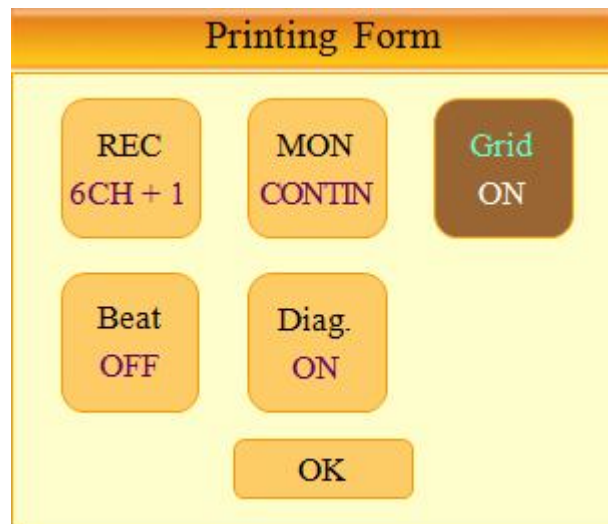 Printing Form
REC
6CH + 1
MON
CONTIN
Grid
ON
Beat
OFF
Diag.
ON
OK